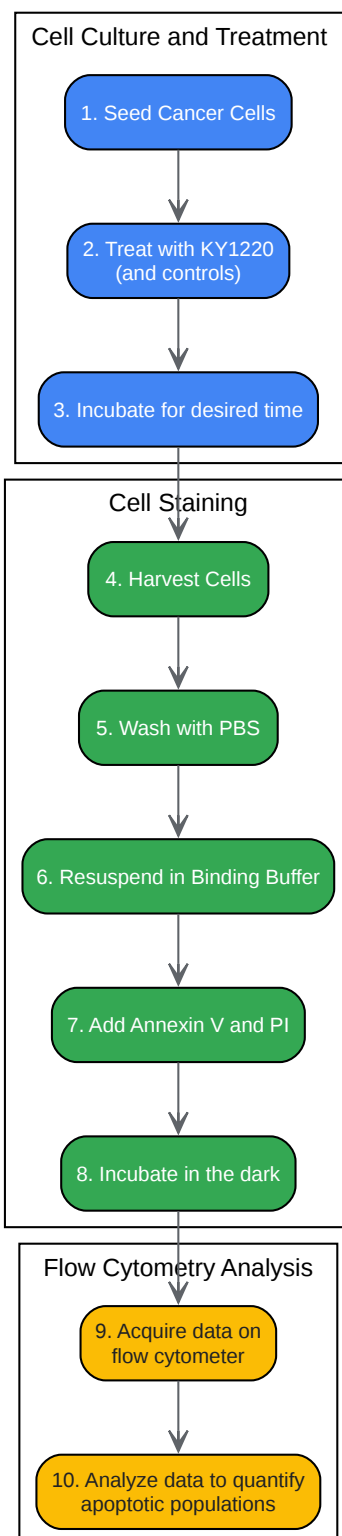 Cell Culture and Treatment
1. Seed Cancer Cells
2. Treat with KY1220
(and controls)
3. Incubate for desired time
Cell Staining
4. Harvest Cells
5. Wash with PBS
6. Resuspend in Binding Buffer
7. Add Annexin V and PI
8. Incubate in the dark
Flow Cytometry Analysis
9. Acquire data on
flow cytometer
10. Analyze data to quantify
apoptotic populations